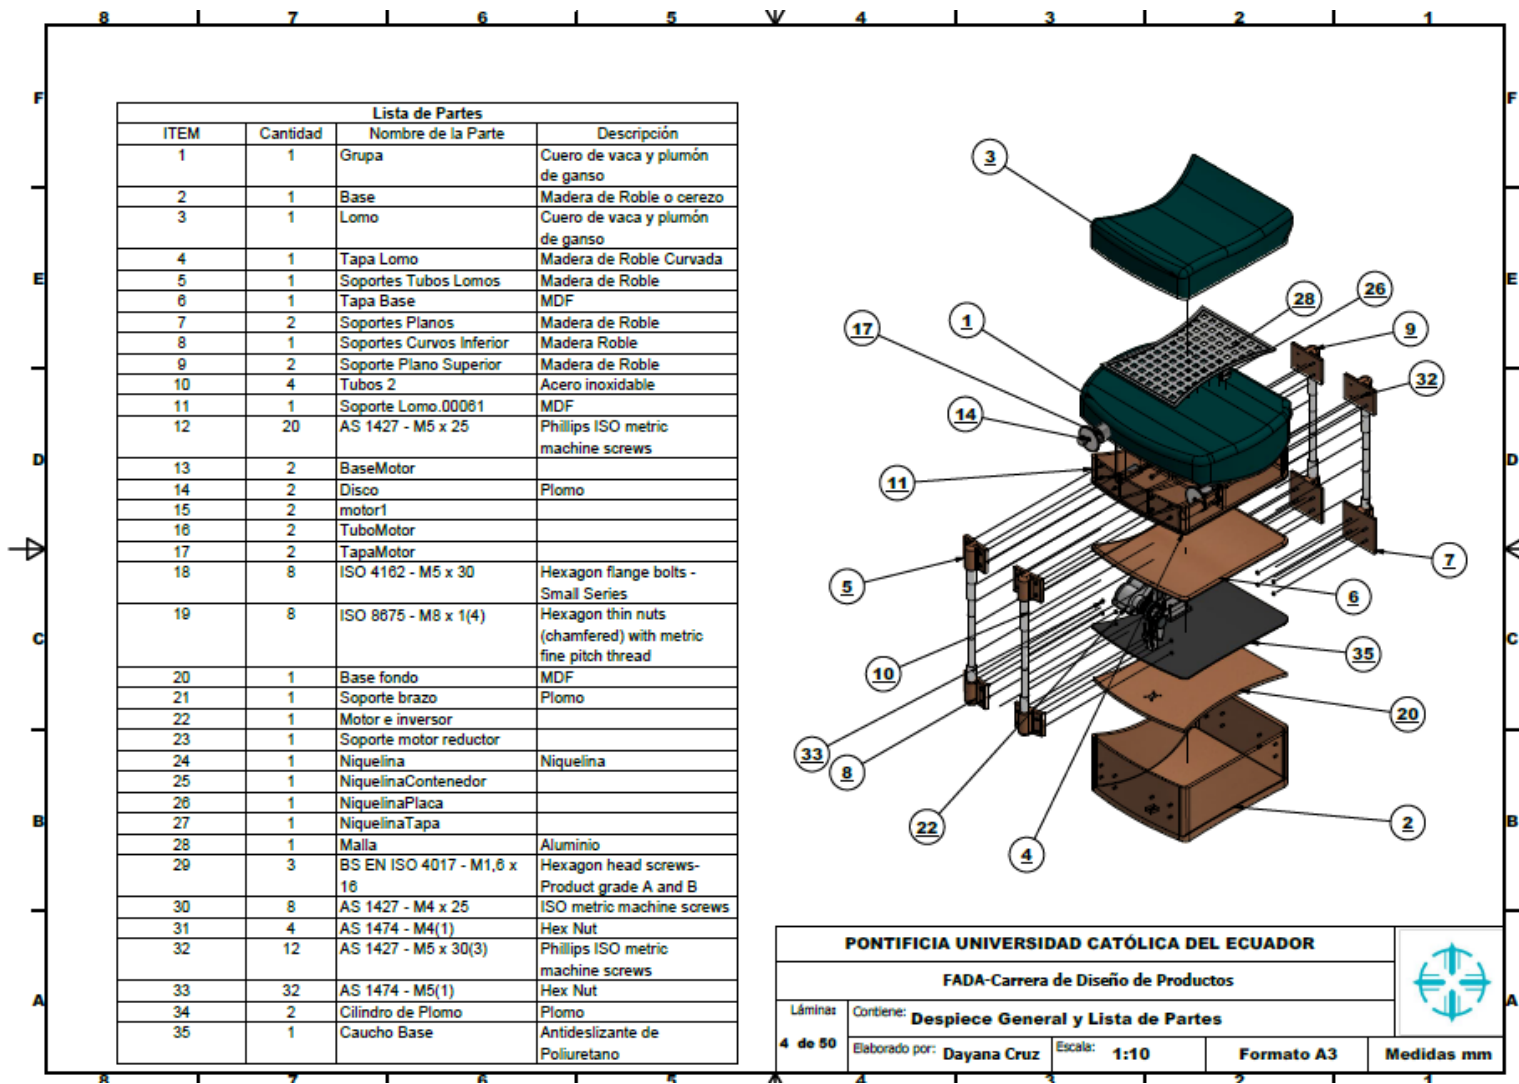 8 7 6 5 4 3 2 1
F F
E E
D D
C C
B B
A A
Lista de Partes
ITEM Cantidad Nombre de la Parte Descripción
1 1 Grupa Cuero de vaca y plumón
de ganso
2 1 Base Madera de Roble o cerezo
3 1 Lomo Cuero de vaca y plumón
de ganso
4 1 Tapa Lomo Madera de Roble Curvada
5 1 Soportes Tubos Lomos Madera de Roble
6 1 Tapa Base MDF
7 2 Soportes Planos Madera de Roble
8 1 Soportes Curvos Inferior Madera Roble
9 2 Soporte Plano Superior Madera de Roble
10 4 Tubos 2 Acero inoxidable
11 1 Soporte Lomo.00061 MDF
12 20 AS 1427 - M5 x 25 Phillips ISO metric
machine screws
13 2 BaseMotor
14 2 Disco Plomo
15 2 motor1
16 2 TuboMotor
17 2 TapaMotor
18 8 ISO 4162 - M5 x 30 Hexagon flange bolts -
Small Series
19 8 ISO 8675 - M8 x 1(4) Hexagon thin nuts
(chamfered) with metric
fine pitch thread
20 1 Base fondo MDF
21 1 Soporte brazo Plomo
22 1 Motor e inversor
23 1 Soporte motor reductor
24 1 Niquelina Niquelina
25 1 NiquelinaContenedor
26 1 NiquelinaPlaca
27 1 NiquelinaTapa
28 1 Malla Aluminio
29 3 BS EN ISO 4017 - M1,6 x Hexagon head screws-
16 Product grade A and B
30 8 AS 1427 - M4 x 25 ISO metric machine screws
31 4 AS 1474 - M4(1) Hex Nut
32 12 AS 1427 - M5 x 30(3) Phillips ISO metric
machine screws
33 32 AS 1474 - M5(1) Hex Nut
34 2 Cilindro de Plomo Plomo
35 1 Caucho Base Antideslizante de
Poliuretano
3
28 26
17 1 9
32
14
11
5 7
6
10 35
20
33 8
22 2
4
PONTIFICIA UNIVERSIDAD CATÓLICA DEL ECUADOR
FADA-Carrera de Diseño de Productos
Lámina: 4 de 50
Contiene: Despiece General y Lista de Partes
Elaborado por: Dayana Cruz Escala: 1:10 Formato A3 Medidas mm
8 7 6 5 4 3 2 1